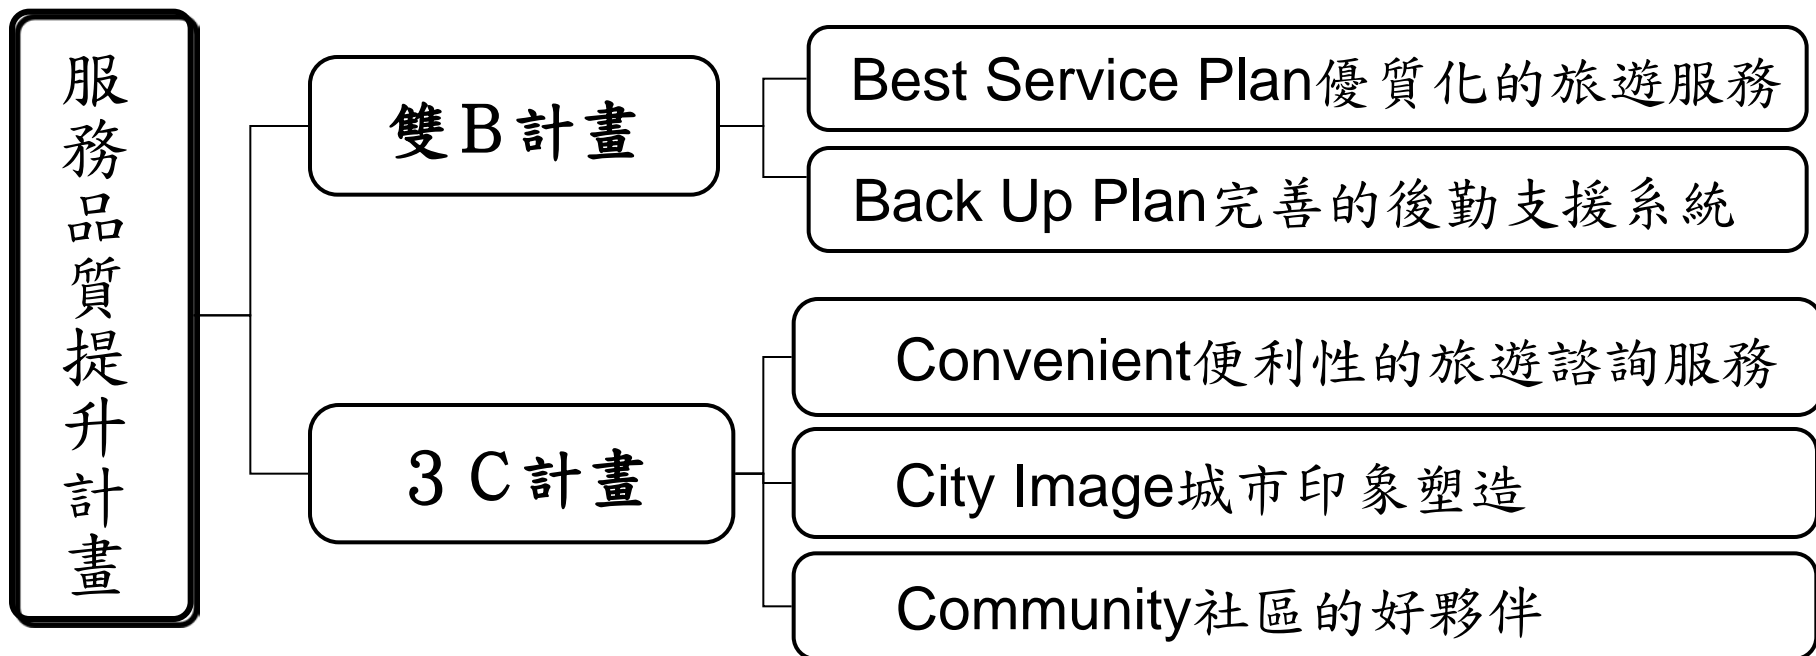 服務品質提升計畫
雙B計畫
Best Service Plan優質化的旅遊服務
Back Up Plan完善的後勤支援系統
3C計畫
Convenient便利性的旅遊諮詢服務
City Image城市印象塑造
Community社區的好夥伴